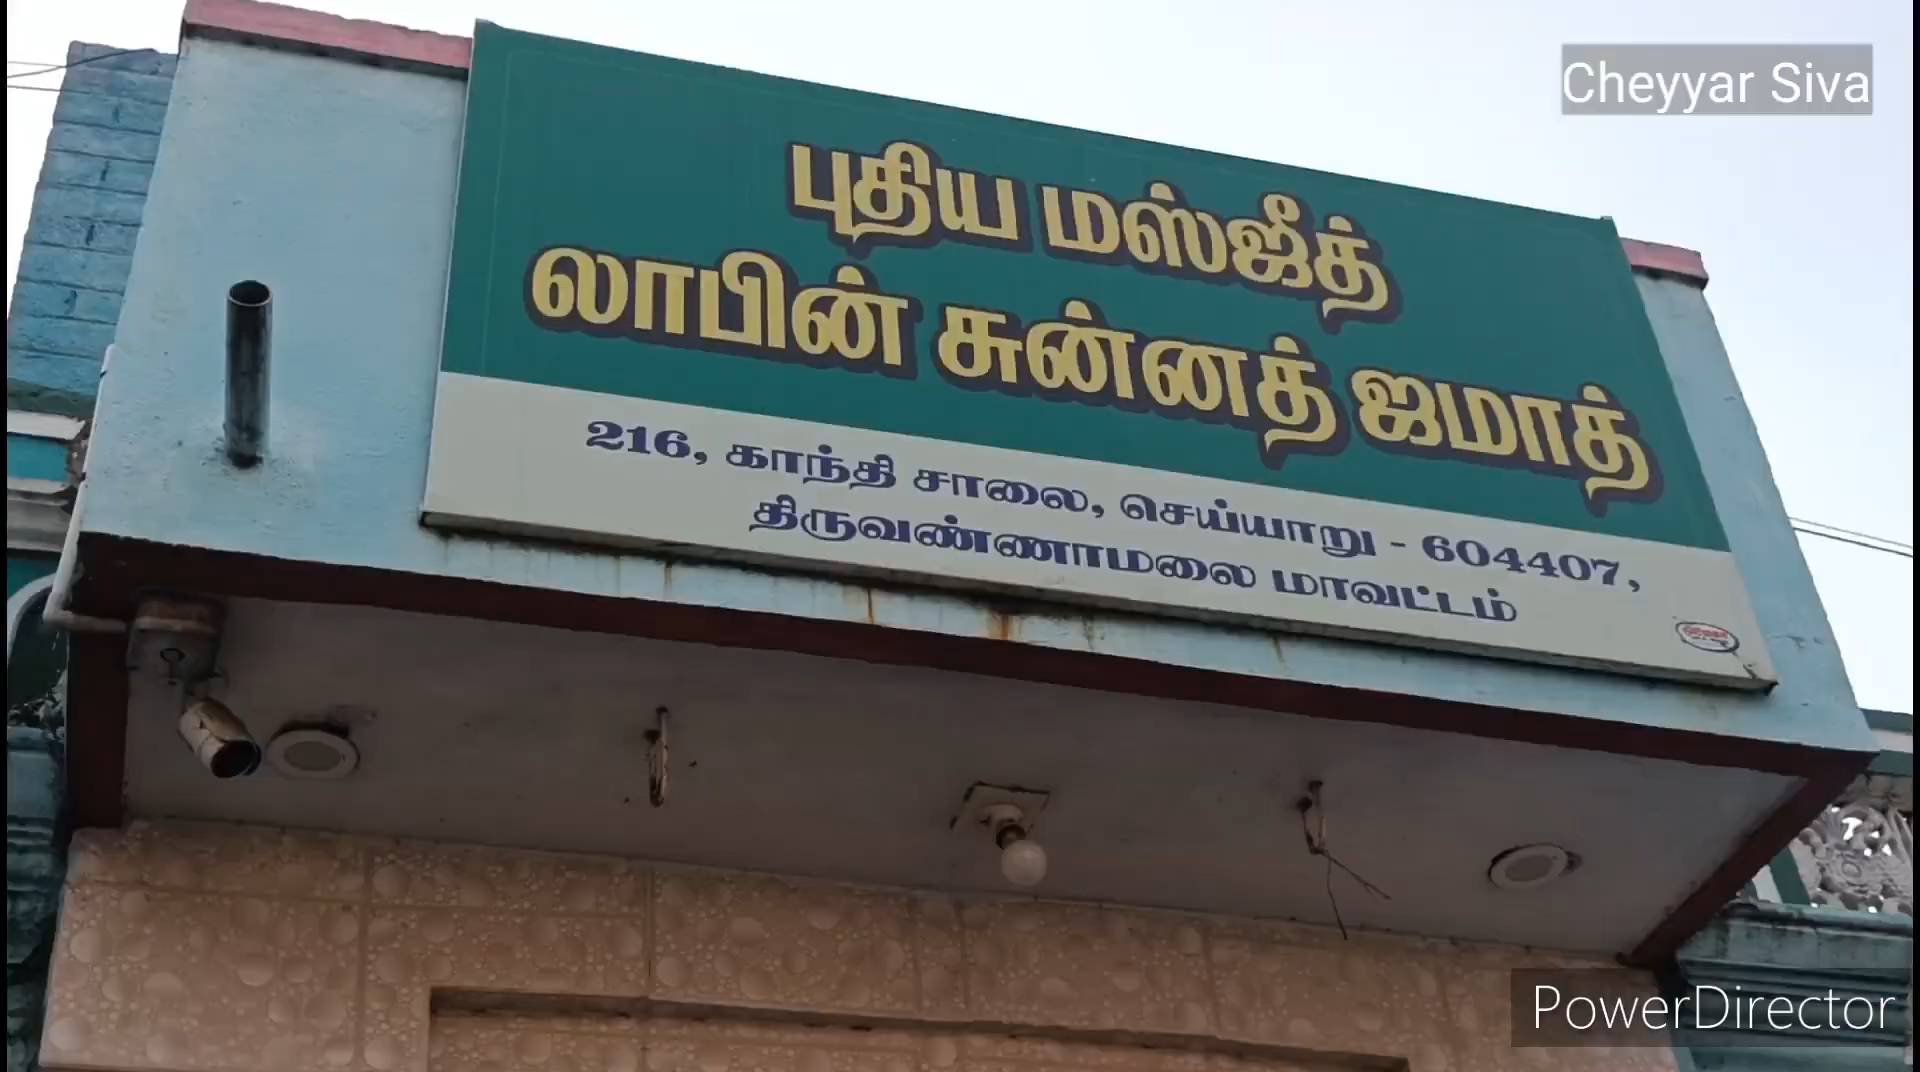 Cheyyar Siva
புதிய மஸ்ஜீத்
லாபின் சுன்னத் ஜமாத்
216, காந்தி சாலை, செய்யாறு - 604407,
திருவண்ணாமலை மாவட்டம்
PowerDirector